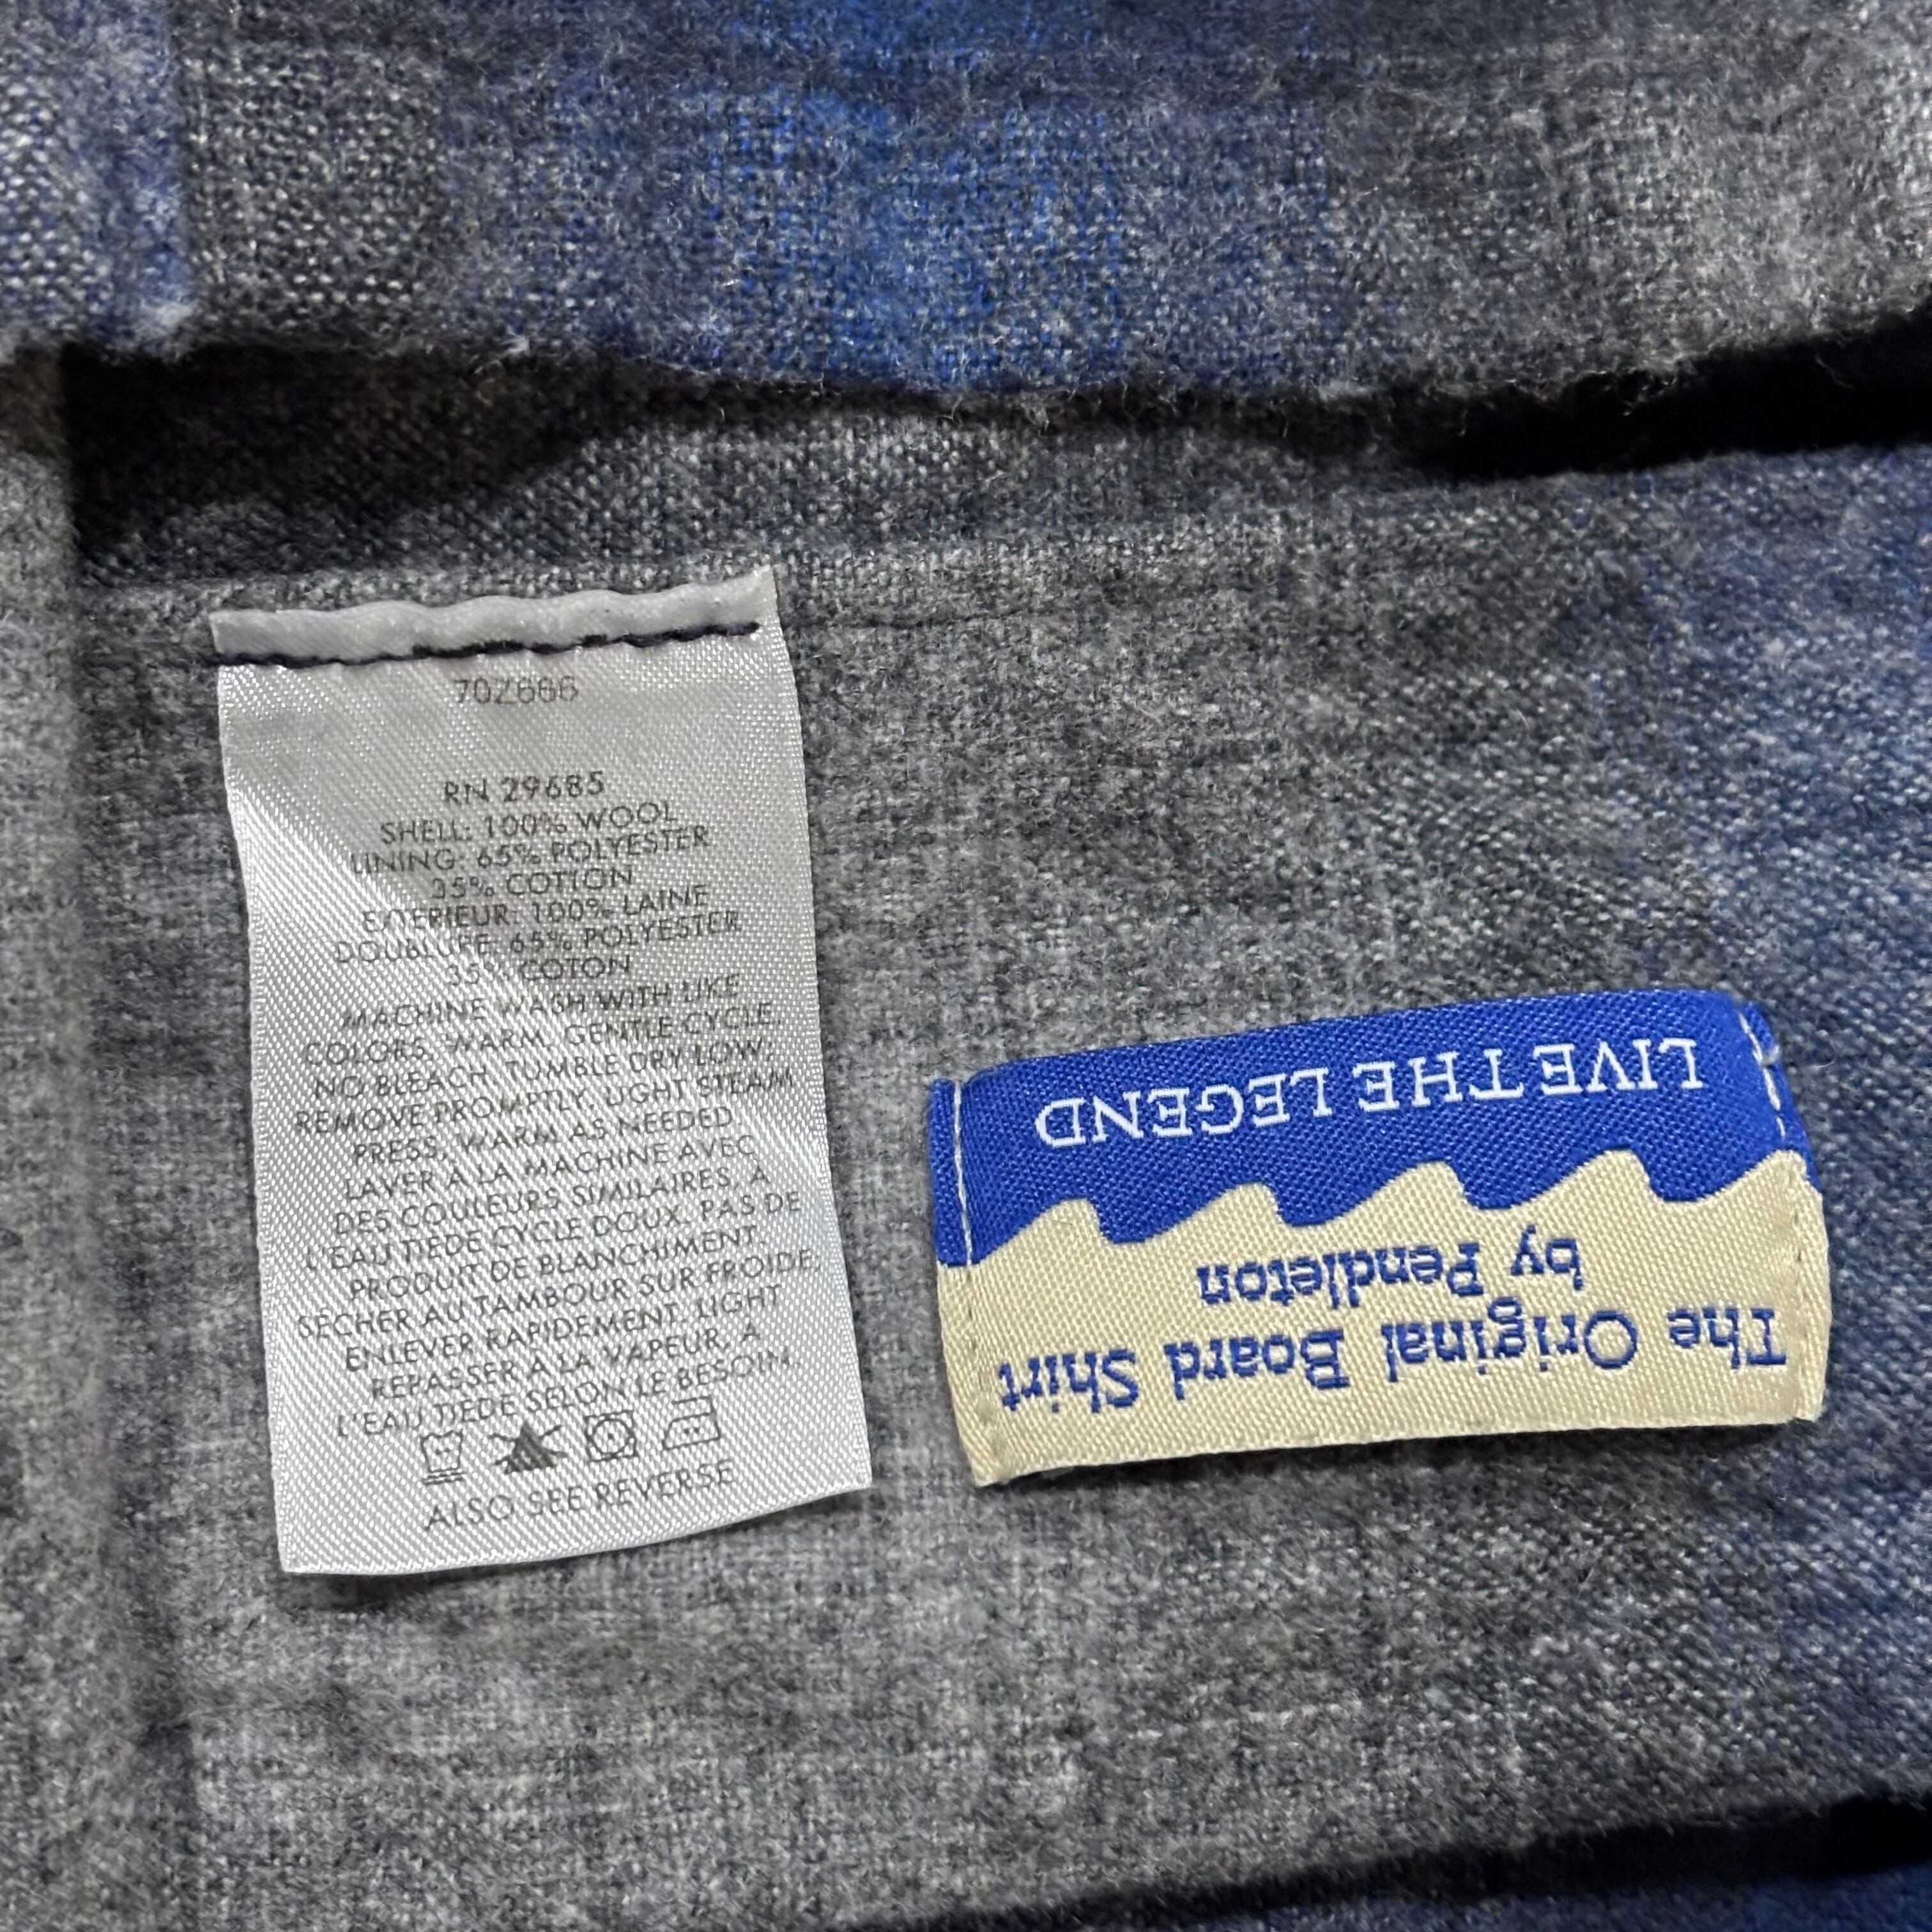 70Z666
RN 29685
SHELL: 100% WOOL
LINING: 65% POLYESTER
35% COTTON
EXTERIEUR: 100% LAINE
DOUBLURE: 65% POLYESTER
35% COTON
MACHINE WASH WITH LIKE
COLORS, WARM, GENTLE CYCLE.
NO BLEACH, TUMBLE DRY LOW,
REMOVE PROMPTLY. LIGHT STEAM
PRESS, WARM AS NEEDED
LAVER À LA MACHINE AVEC
DES COULEURS SIMILAIRES, À
L'EAU TIÈDE CYCLE DOUX. PAS DE
PRODUIT DE BLANCHIMENT.
SÉCHER AU TAMBOUR SUR FROIDE
ENLEVER RAPIDEMENT. LIGHT
REPASSER À LA VAPEUR, À
L'EAU TIÈDE SELON LE BESOIN
ALSO SEE REVERSE
The Original Board Shirt
by Pendleton
LIVE THE LEGEND